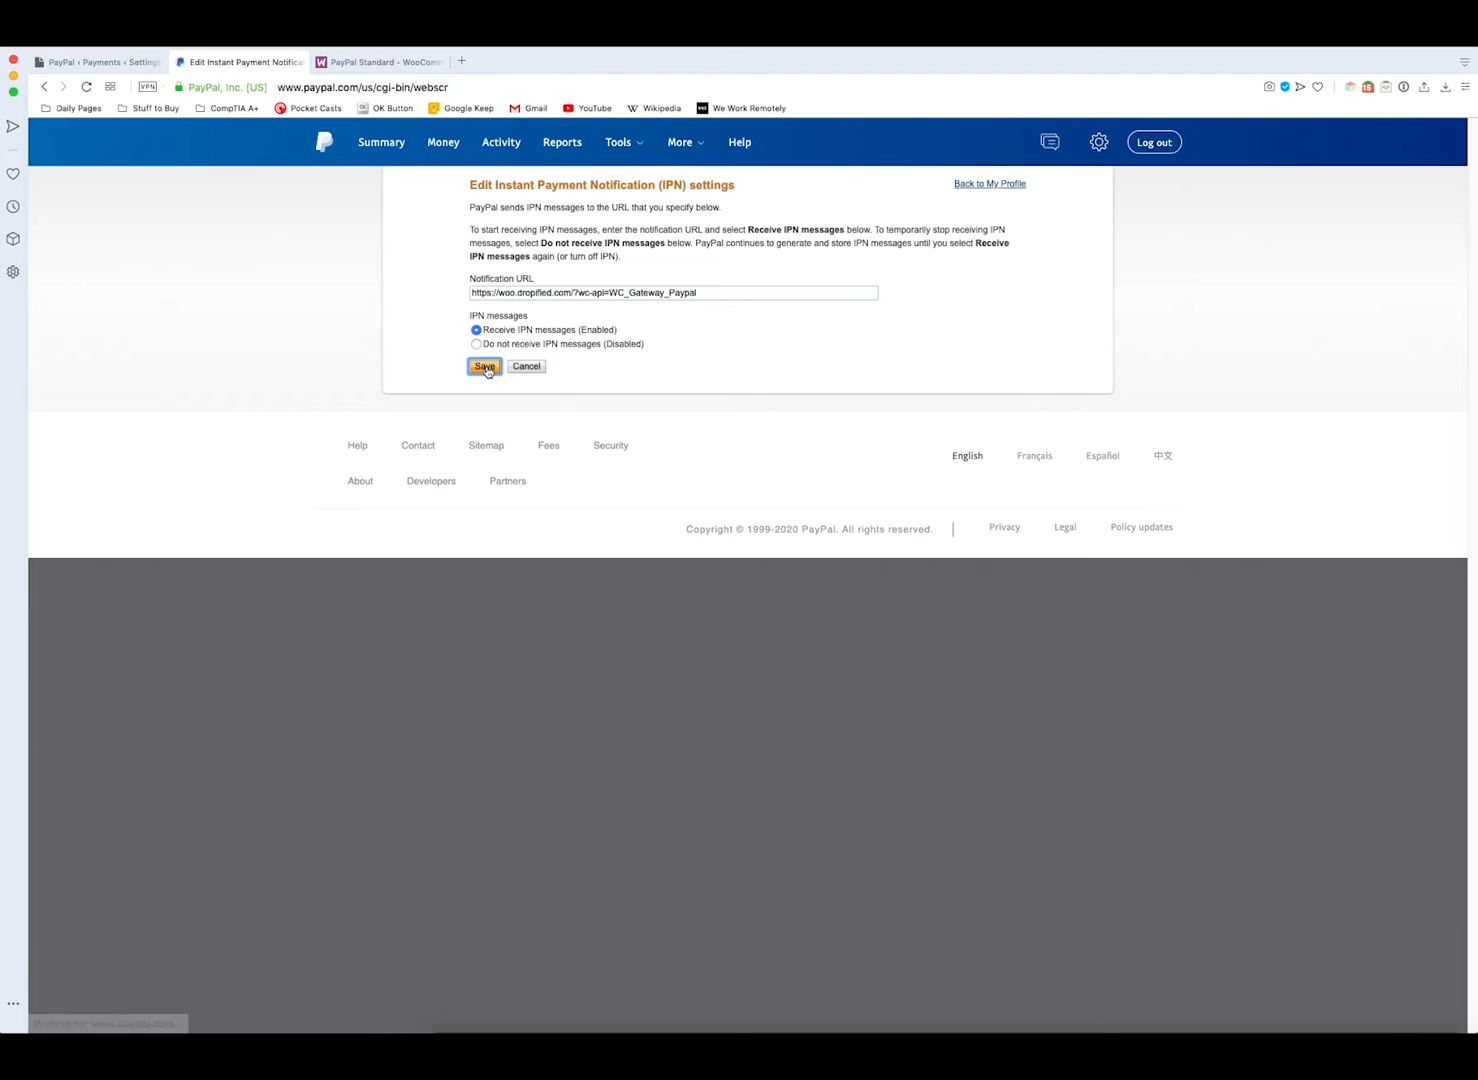 PayPal ‹ Payments ‹ Settings
Edit Instant Payment Notifica
PayPal Standard - WooComm
VPN
PayPal, Inc. [US]
www.paypal.com/us/cgi-bin/webscr
Daily Pages
Stuff to Buy
CompTIA A+
Pocket Casts
OK Button
Google Keep
Gmail
YouTube
Wikipedia
We Work Remotely
Summary
Money
Activity
Reports
Tools
More
Help
Log out
Edit Instant Payment Notification (IPN) settings
Back to My Profile
PayPal sends IPN messages to the URL that you specify below.
To start receiving IPN messages, enter the notification URL and select Receive IPN messages below. To temporarily stop receiving IPN
messages, select Do not receive IPN messages below. PayPal continues to generate and store IPN messages until you select Receive
IPN messages again (or turn off IPN).
Notification URL
https://woo.dropified.com/?wc-api=WC_Gateway_Paypal
IPN messages
Receive IPN messages (Enabled)
Do not receive IPN messages (Disabled)
Save
Cancel
Help
Contact
Sitemap
Fees
Security
English
Français
Español
中文
About
Developers
Partners
Copyright © 1999-2020 PayPal. All rights reserved.
Privacy
Legal
Policy updates
Waiting for www.paypal.com...